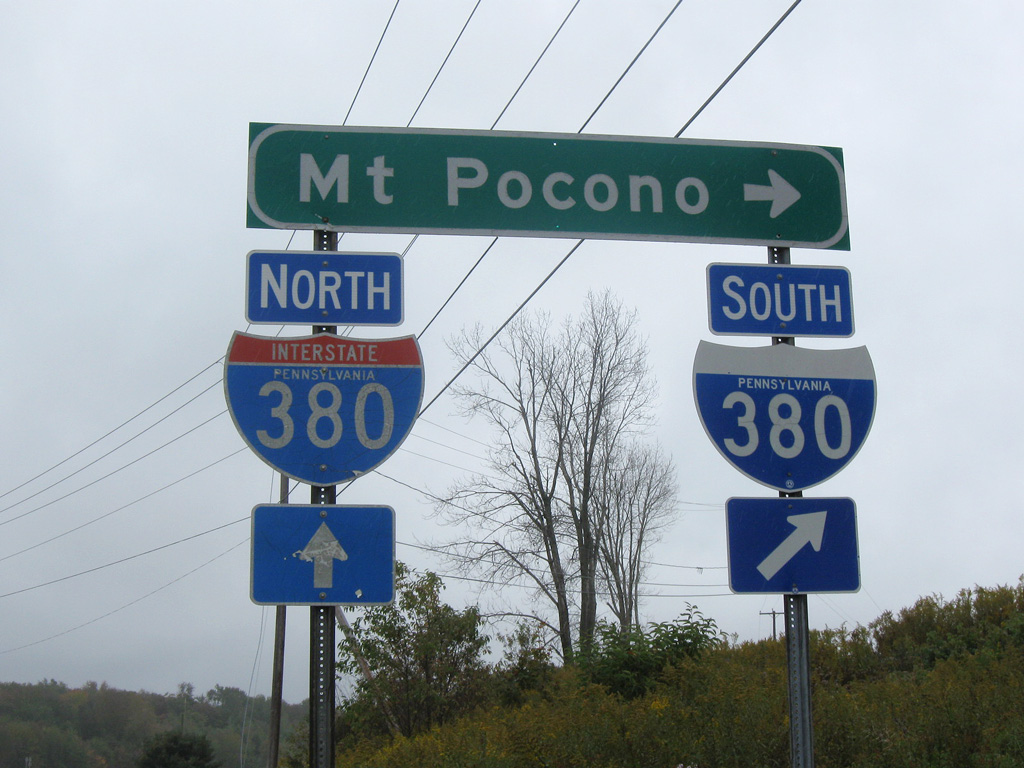 Mt Pocono
NORTH
INTERSTATE
PENNSYLVANIA
380
SOUTH
PENNSYLVANIA
380